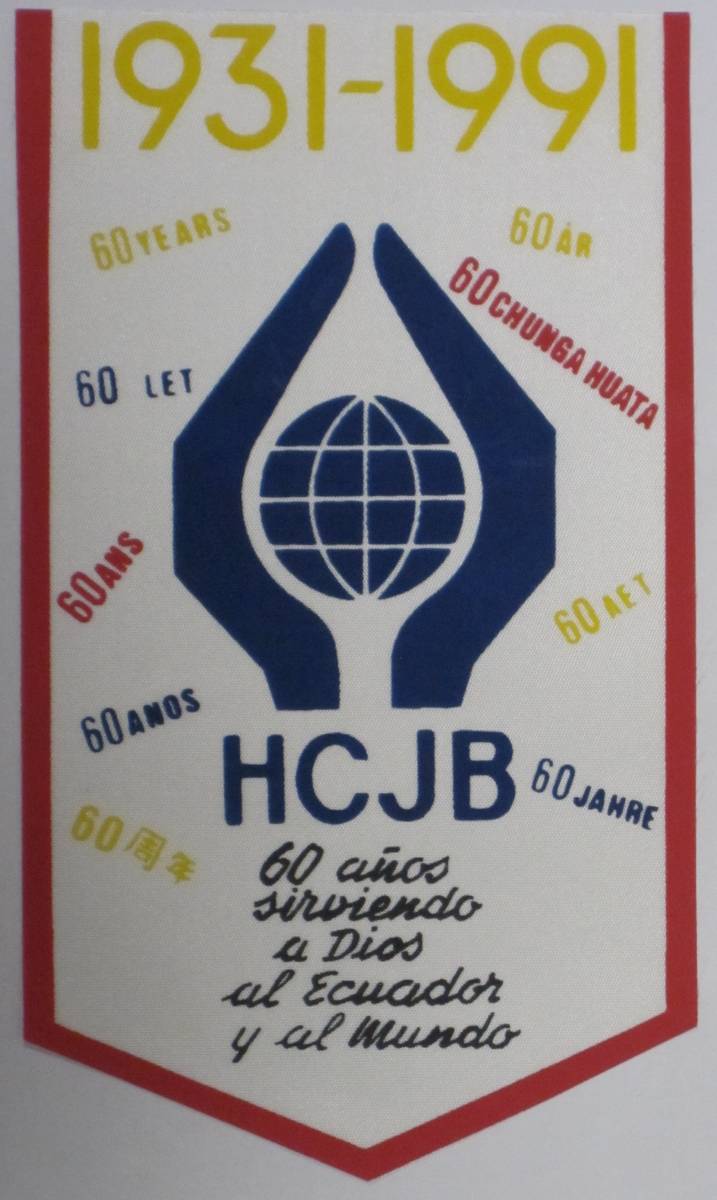 1931-1991
60 YEARS
60 ÅR
60 CHUNGA HUATA
60 LET
60 ANS
60 ЛЕТ
60 ANOS
HCJB
60 JAHRE
60 周年
60 años
sirviendo
a Dios
al Ecuador
y al Mundo